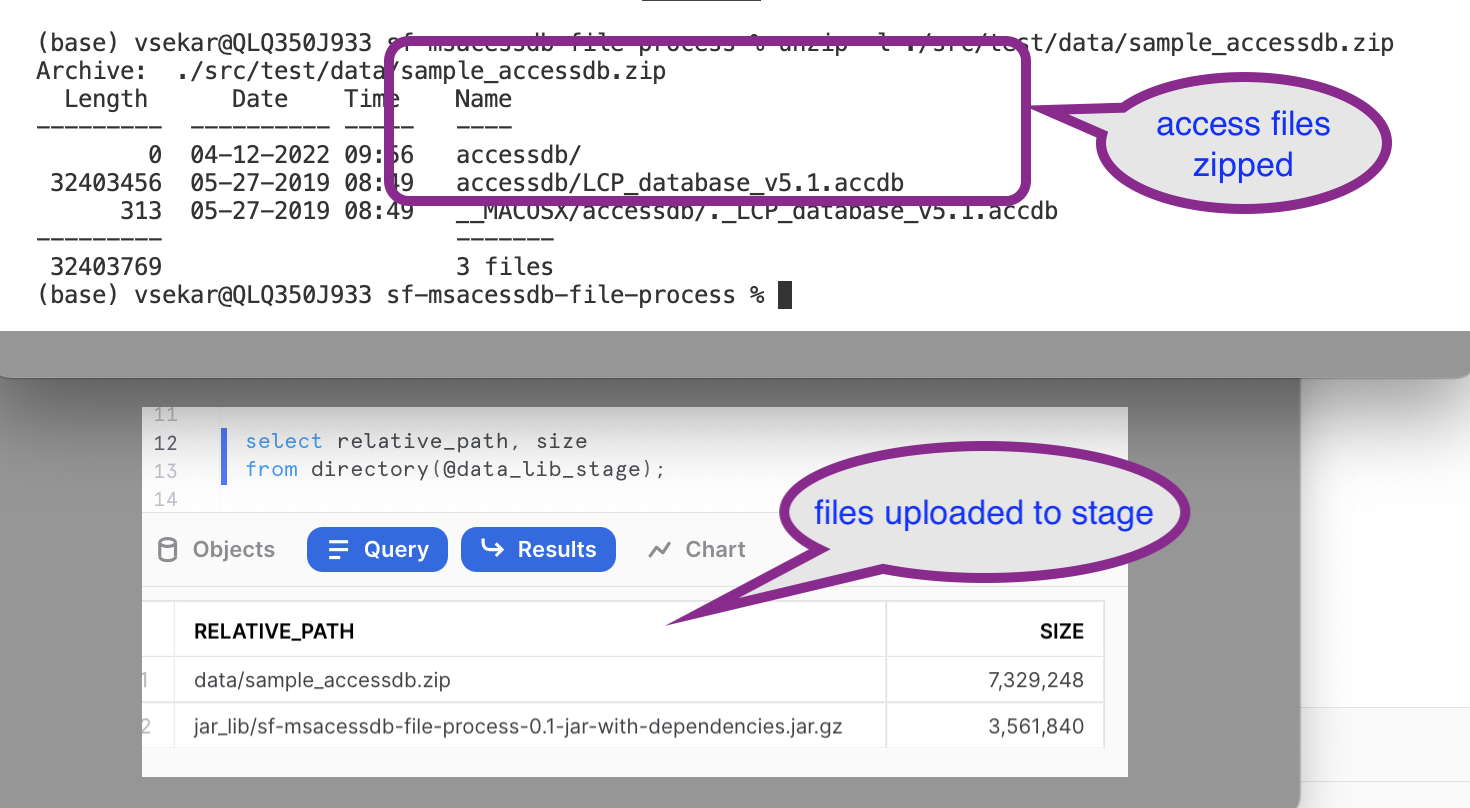 (base) vsekar@QLQ350J933 sf-msacessdb-file-process % unzip -l ./src/test/data/sample_accessdb.zip
Archive:  ./src/test/data/sample_accessdb.zip
Length Date Time Name
--------- ---------- ----- ----
0 04-12-2022 09:56 accessdb/
32403456 05-27-2019 08:49 accessdb/LCP_database_v5.1.accdb
313 05-27-2019 08:49 __MACOSX/accessdb/._LCP_database_v5.1.accdb
--------- -------
32403769 3 files
(base) vsekar@QLQ350J933 sf-msacessdb-file-process %
access files
zipped
11
12 select relative_path, size
13 from directory(@data_lib_stage);
14
files uploaded to stage
Objects Query Results Chart
RELATIVE_PATH SIZE
1 data/sample_accessdb.zip 7,329,248
2 jar_lib/sf-msacessdb-file-process-0.1-jar-with-dependencies.jar.gz 3,561,840